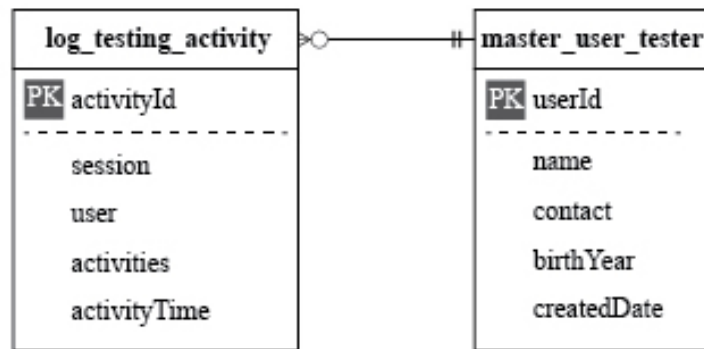 log_testing_activity
PK activityId
session
user
activities
activityTime
master_user_tester
PK userId
name
contact
birthYear
createdDate